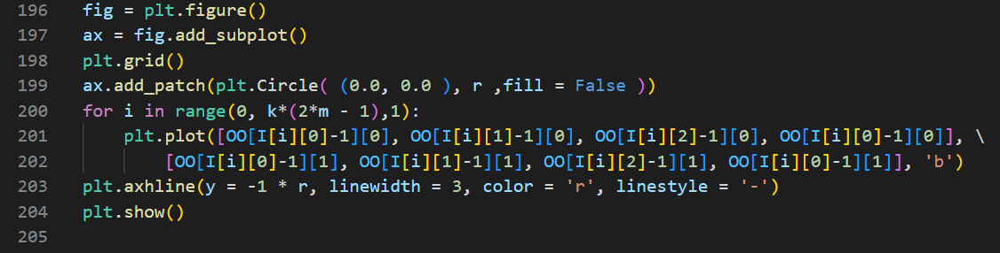 196 fig = plt.figure()
197 ax = fig.add_subplot()
198 plt.grid()
199 ax.add_patch(plt.Circle( (0.0, 0.0 ), r ,fill = False ))
200 for i in range(0, k*(2*m - 1),1):
201     plt.plot([OO[I[i][0]-1][0], OO[I[i][1]-1][0], OO[I[i][2]-1][0], OO[I[i][0]-1][0]], \
202         [OO[I[i][0]-1][1], OO[I[i][1]-1][1], OO[I[i][2]-1][1], OO[I[i][0]-1][1]], 'b')
203 plt.axhline(y = -1 * r, linewidth = 3, color = 'r', linestyle = '-')
204 plt.show()
205